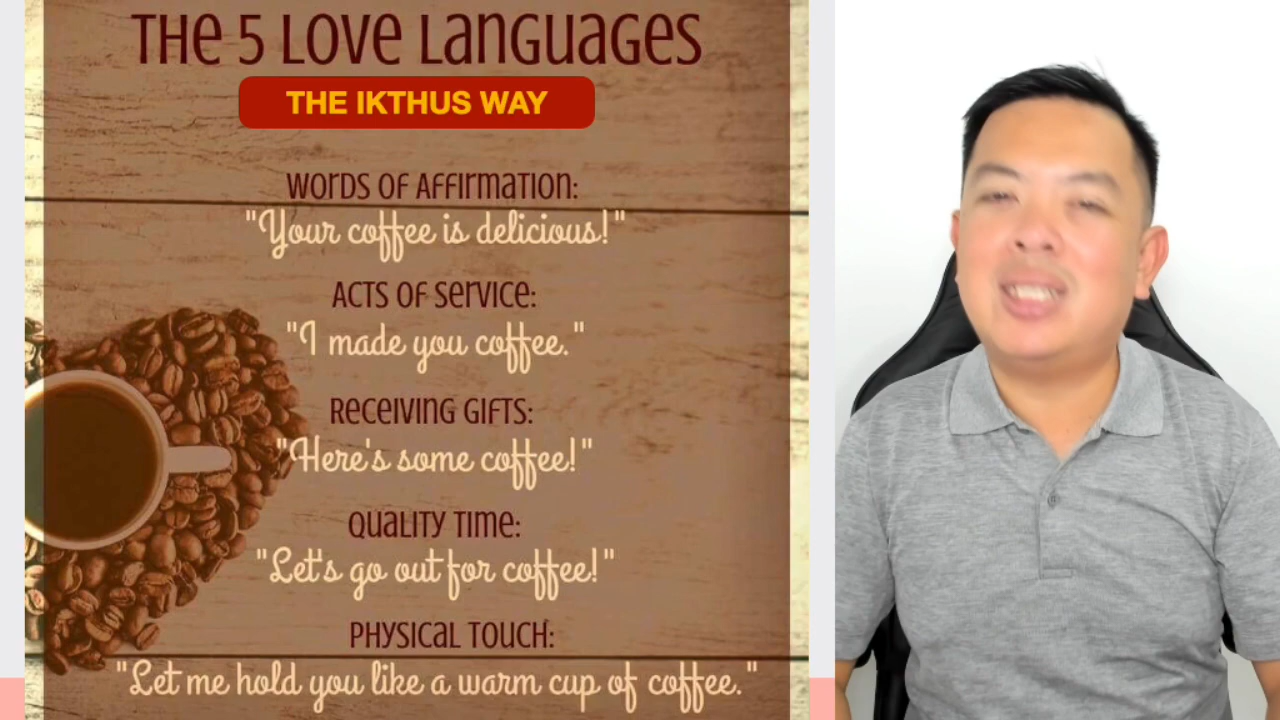 THE 5 LOVE LANGUAGES
THE IKTHUS WAY
WORDS OF AFFIRMATION:
"Your coffee is delicious!"
ACTS OF SERVICE:
"I made you coffee."
RECEIVING GIFTS:
"Here's some coffee!"
QUALITY TIME:
"Let's go out for coffee!"
PHYSICAL TOUCH:
"Let me hold you like a warm cup of coffee."